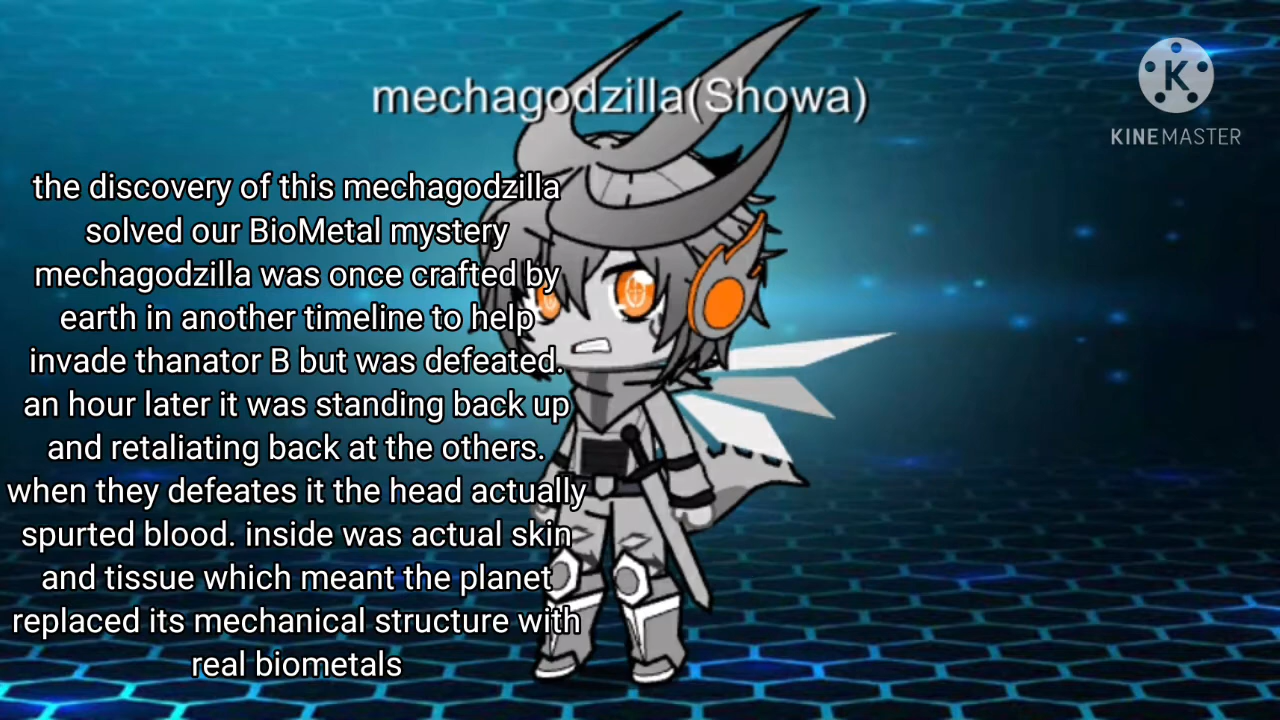 mechagodzilla(Showa)
K
KINEMASTER
the discovery of this mechagodzilla
solved our BioMetal mystery
mechagodzilla was once crafted by
earth in another timeline to help
invade thanator B but was defeated.
an hour later it was standing back up
and retaliating back at the others.
when they defeates it the head actually
spurted blood. inside was actual skin
and tissue which meant the planet
replaced its mechanical structure with
real biometals